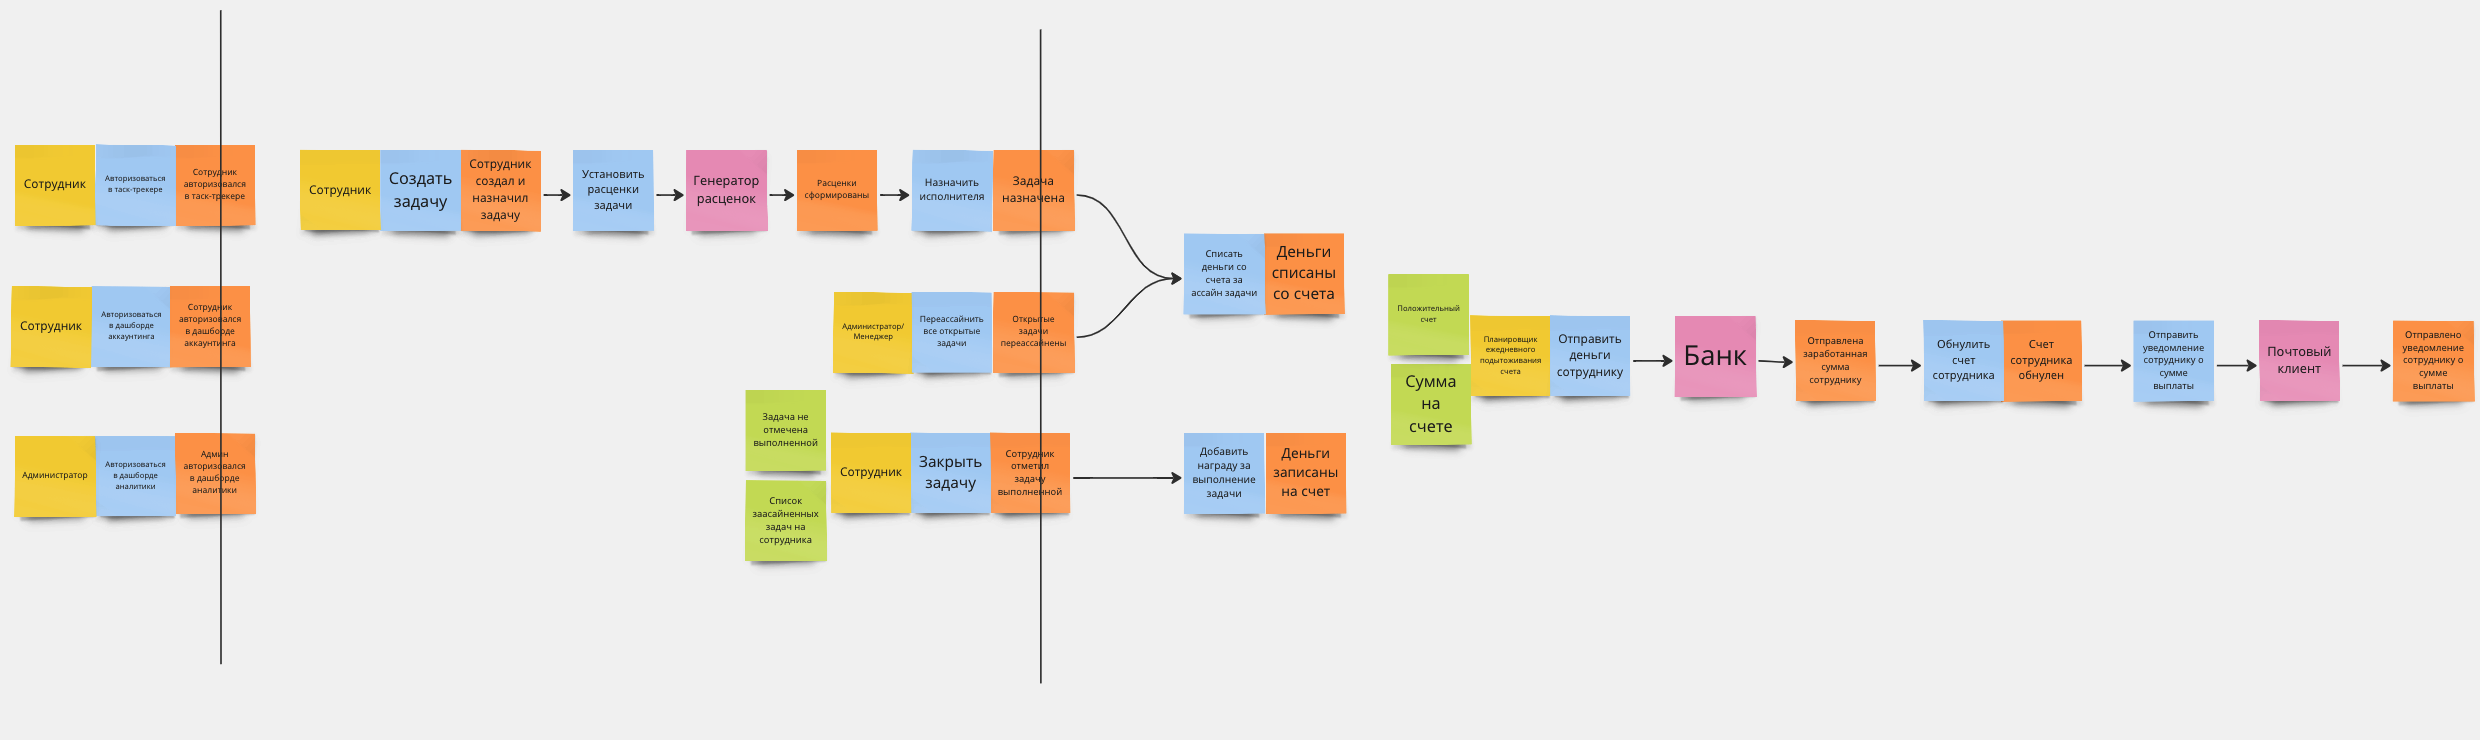 Сотрудник
Авторизоваться
в таск-трекере
Сотрудник
авторизовался
в таск-трекере
Сотрудник
Авторизоваться
в дашборде
аккаунтинга
Сотрудник
авторизовался
в дашборде
аккаунтинга
Администратор
Авторизоваться
в дашборде
аналитики
Админ
авторизовался
в дашборде
аналитики
Сотрудник
Создать
задачу
Сотрудник
создал и
назначил
задачу
Установить
расценки
задачи
Генератор
расценок
Расценки
сформированы
Назначить
исполнителя
Задача
назначена
Администратор/
Менеджер
Переассайнить
все открытые
задачи
Открытые
задачи
переассайнены
Задача не
отмечена
выполненной
Список
заасайненных
задач на
сотрудника
Сотрудник
Закрыть
задачу
Сотрудник
отметил
задачу
выполненной
Списать
деньги со
счета за
ассайн задачи
Деньги
списаны
со счета
Добавить
награду за
выполнение
задачи
Деньги
записаны
на счет
Положительный
счет
Сумма
на
счете
Планировщик
ежедневного
подытоживания
счета
Отправить
деньги
сотруднику
Банк
Отправлена
заработанная
сумма
сотруднику
Обнулить
счет
сотрудника
Счет
сотрудника
обнулен
Отправить
уведомление
сотруднику о
сумме
выплаты
Почтовый
клиент
Отправлено
уведомление
сотруднику о
сумме
выплаты